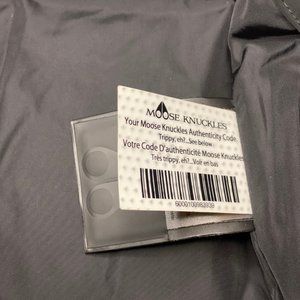 MOOSE KNUCKLES
Your Moose Knuckles Authenticity Code
Trippy, eh?...See below
Votre Code D'authenticité Moose Knuckles
Très trippy, eh?...Voir en bas